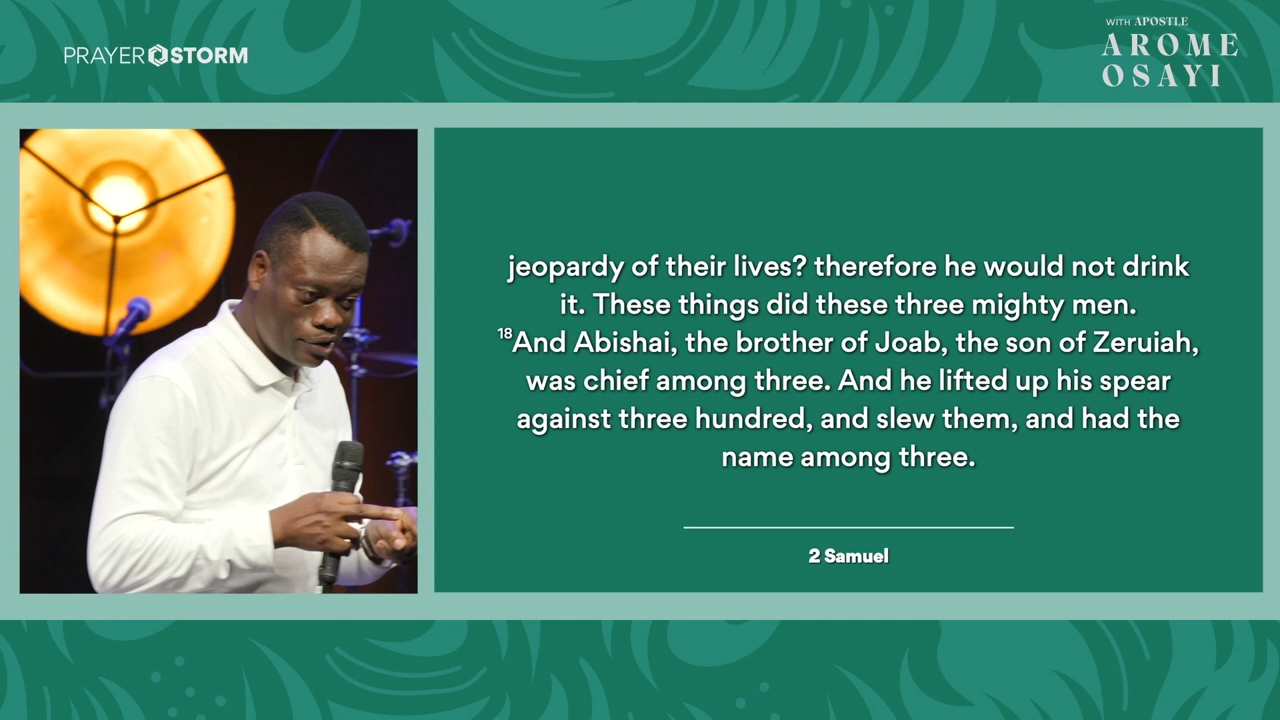 PRAYERSTORM
WITH APOSTLE
AROME
OSAYI
jeopardy of their lives? therefore he would not drink
it. These things did these three mighty men.
¹⁸And Abishai, the brother of Joab, the son of Zeruiah,
was chief among three. And he lifted up his spear
against three hundred, and slew them, and had the
name among three.
2 Samuel